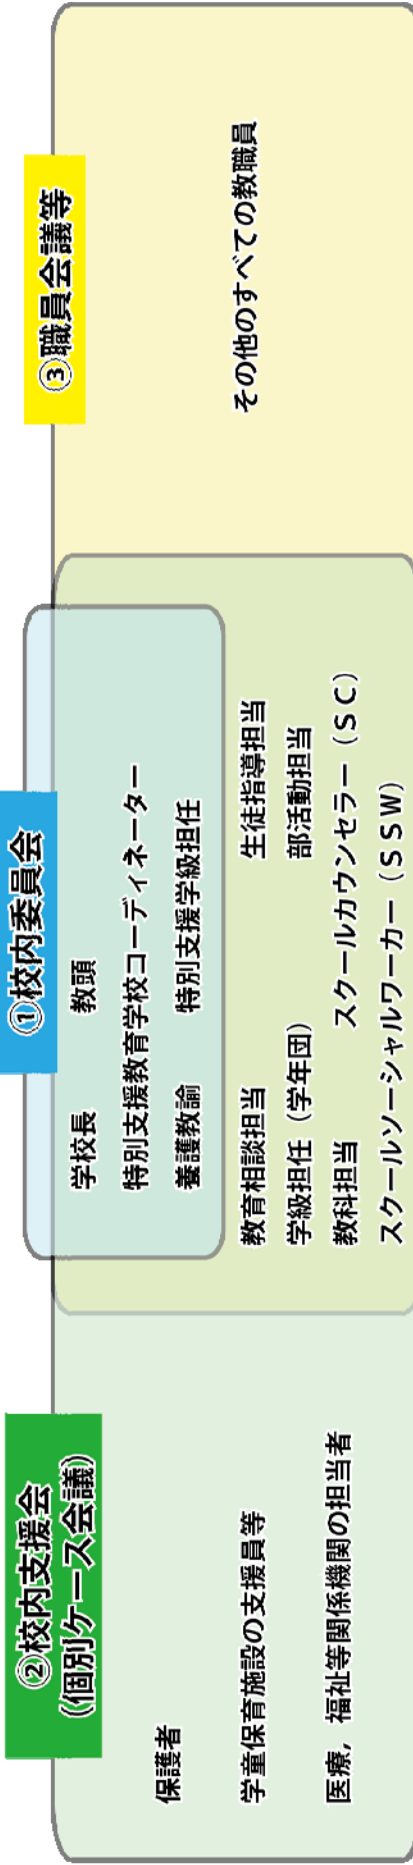 ②校内支援会
(個別ケース会議)
保護者
学童保育施設の支援員等
医療，福祉等関係機関の担当者
①校内委員会
学校長　教頭
特別支援教育学校コーディネーター
養護教諭　特別支援学級担任
教育相談担当　生徒指導担当
学級担任（学年団）　部活動担当
教科担当　スクールカウンセラー（ＳＣ）
スクールソーシャルワーカー（ＳＳＷ）
③職員会議等
その他のすべての教職員